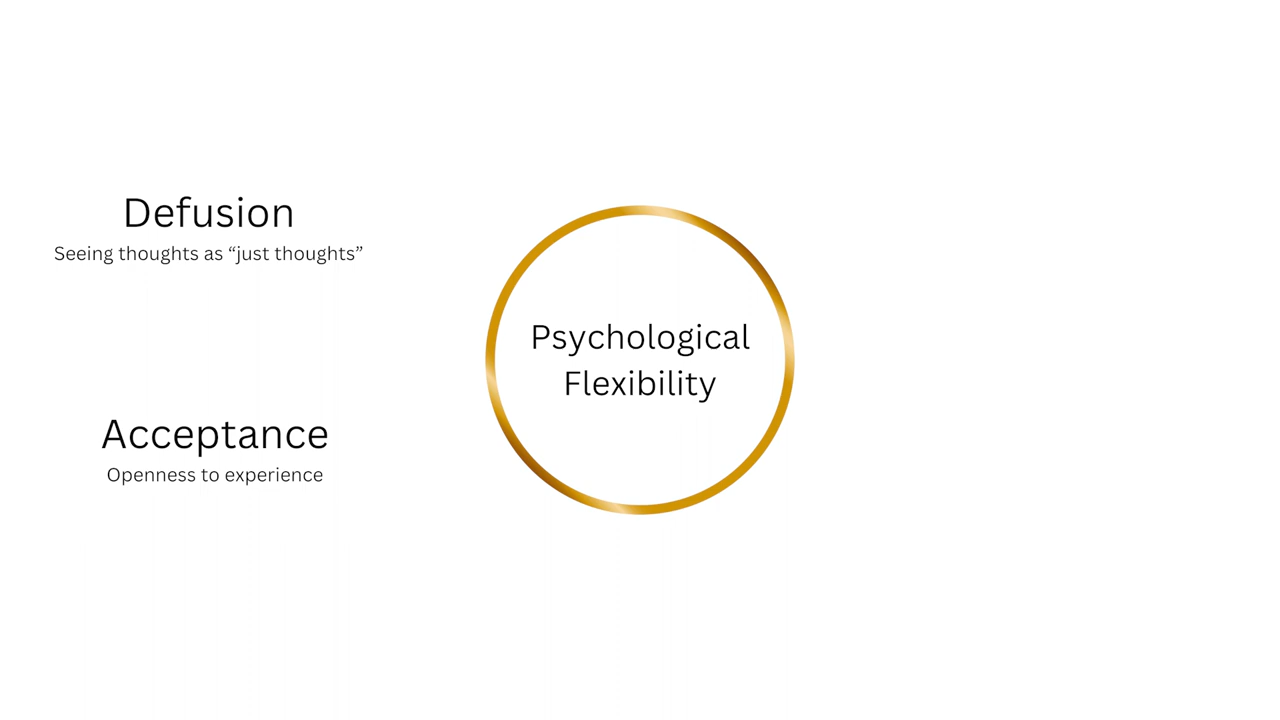 Defusion
Seeing thoughts as “just thoughts”
Acceptance
Openness to experience
Psychological
Flexibility